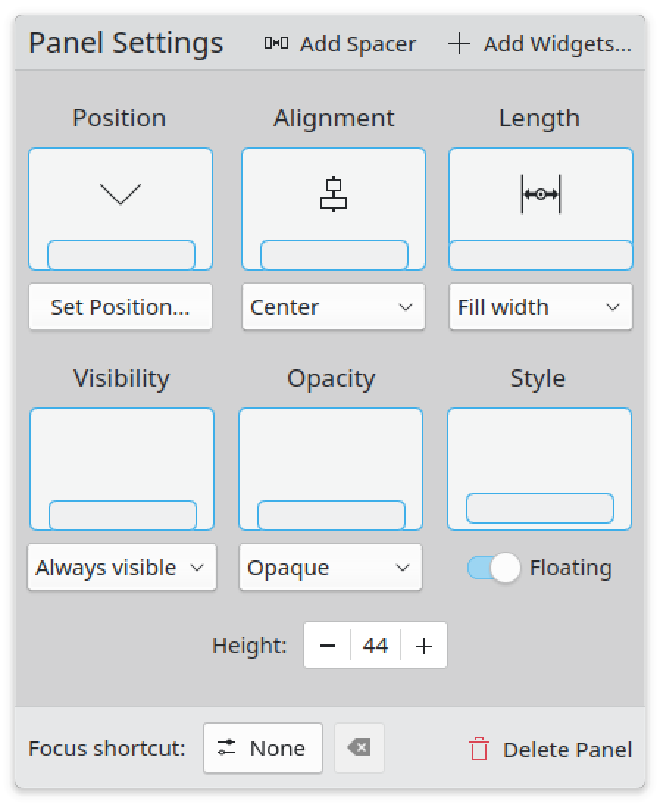 Panel Settings Add Spacer Add Widgets...
Position Alignment Length
Set Position... Center Fill width
Visibility Opacity Style
Always visible Opaque Floating
Height: − 44 +
Focus shortcut: None Delete Panel